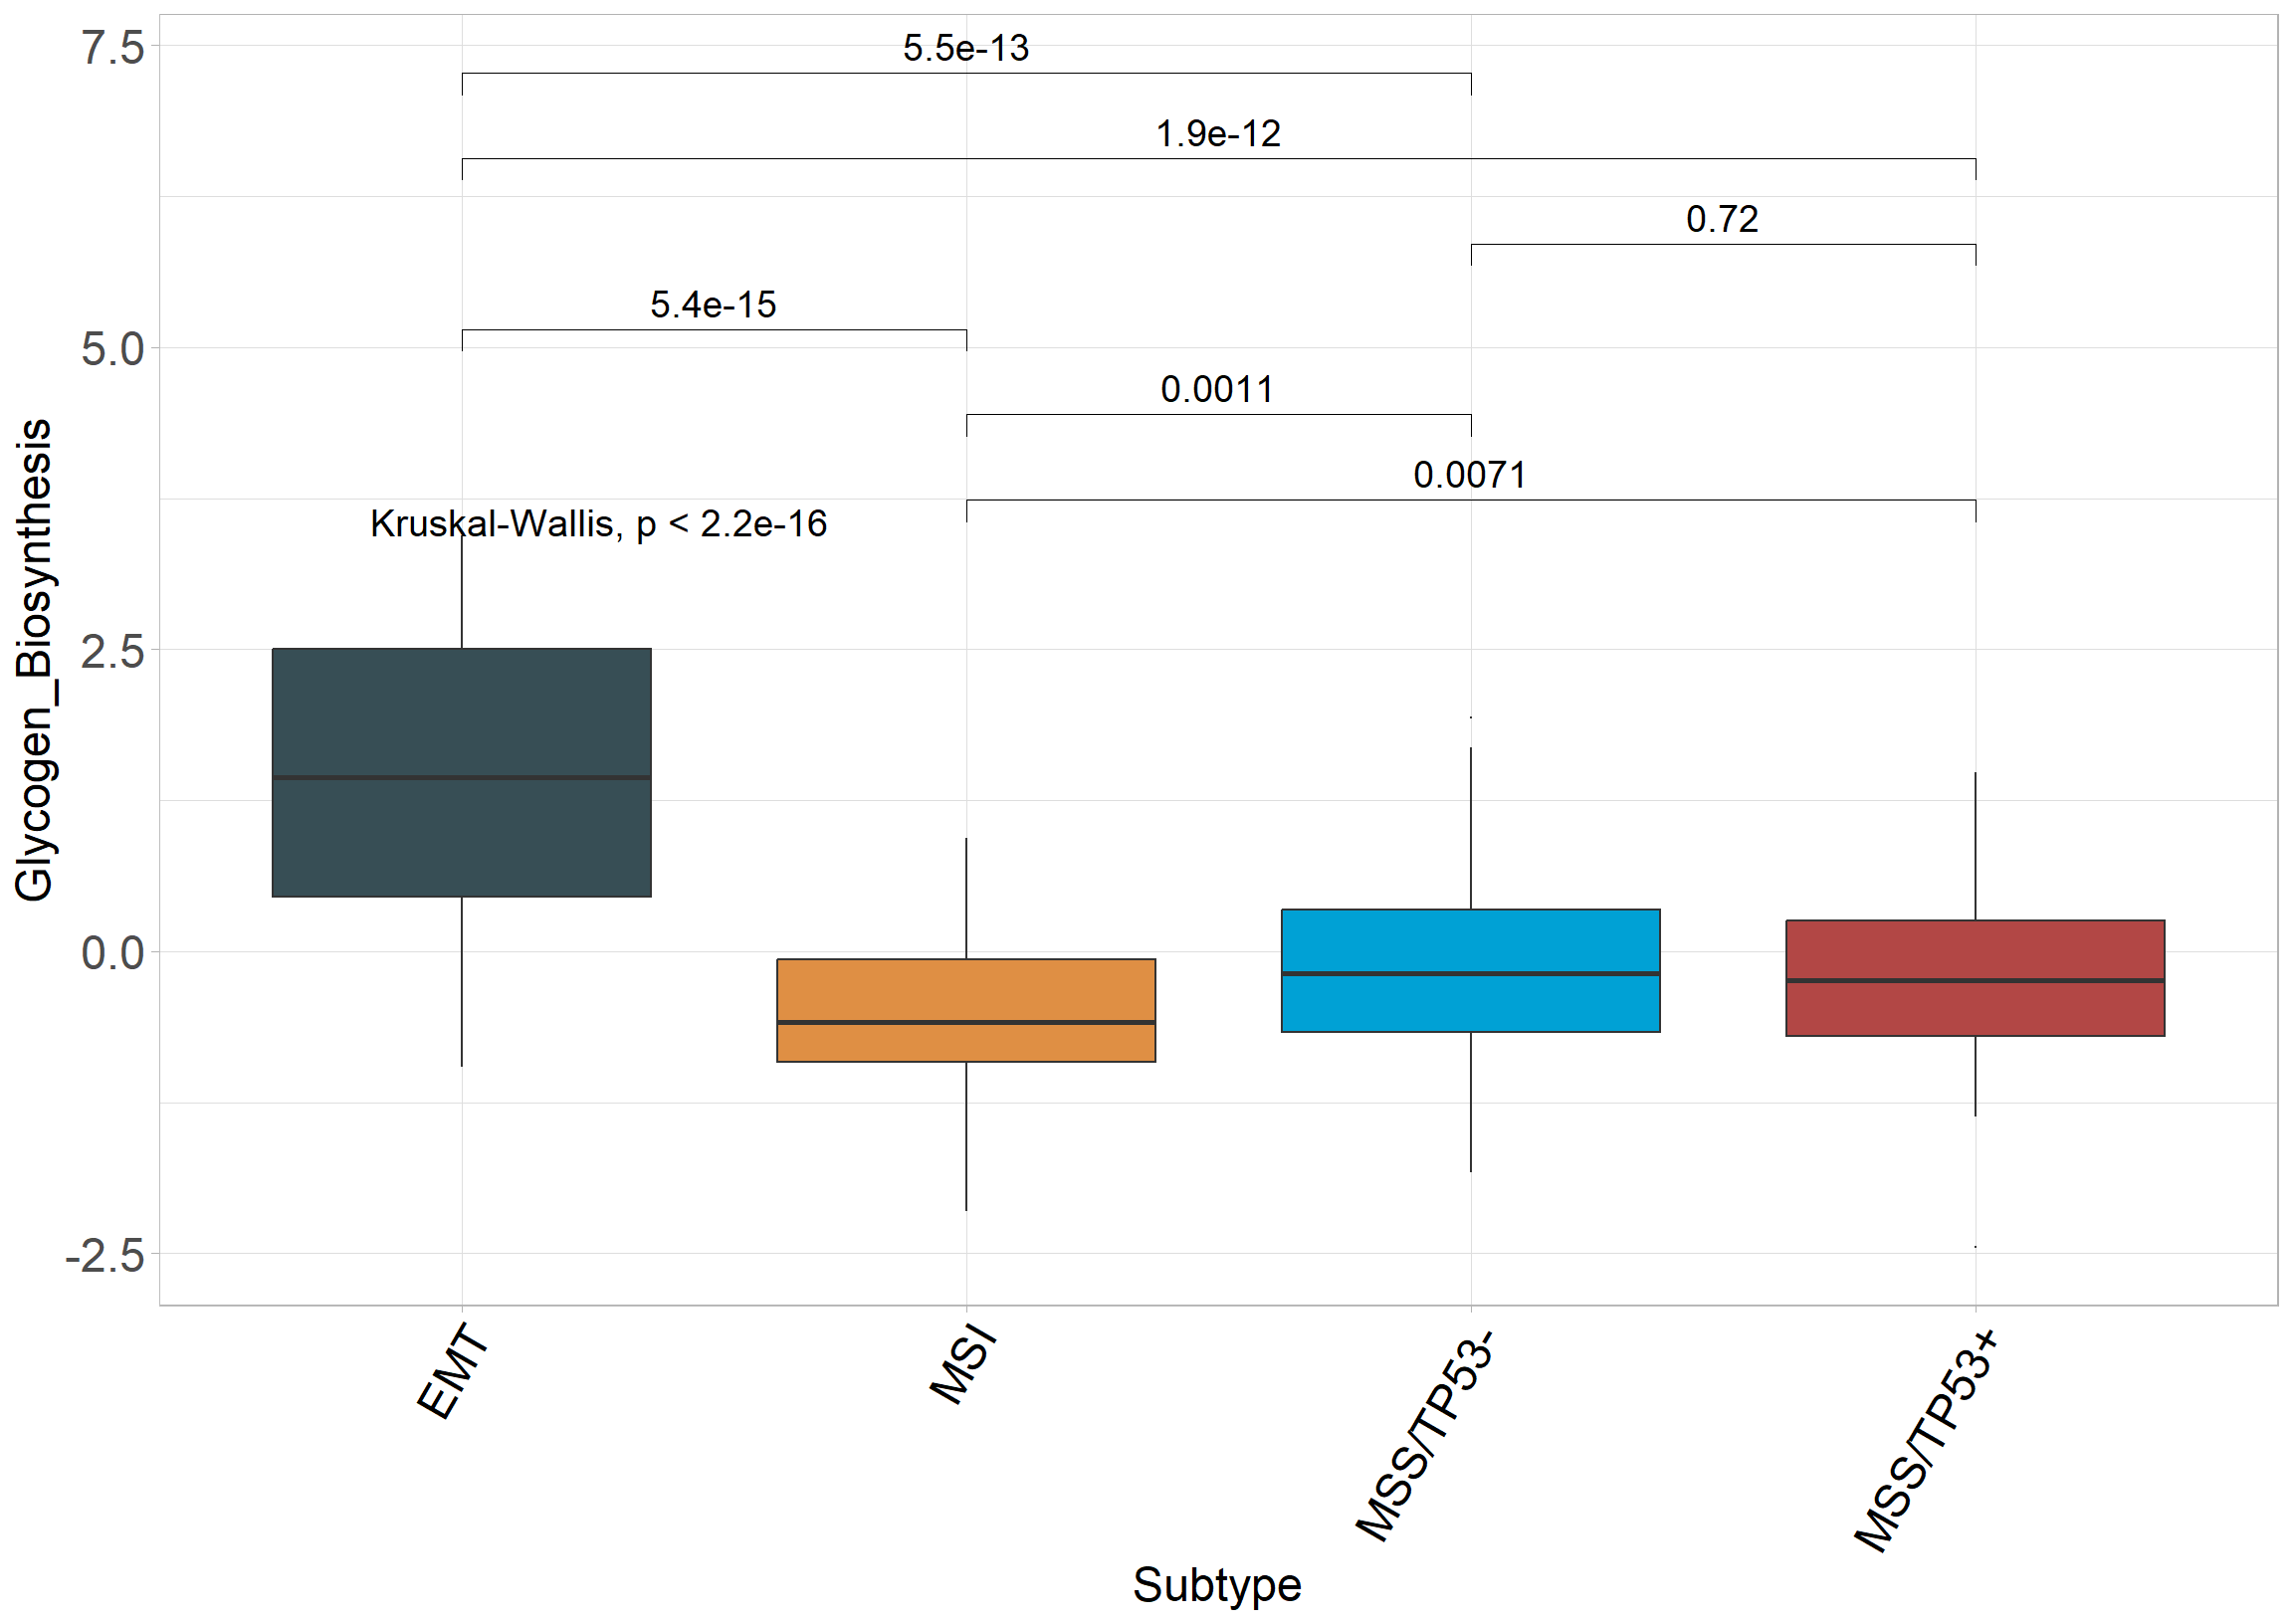 7.5
5.5e-13
1.9e-12
0.72
5.4e-15
5.0
0.0011
0.0071
Kruskal-Wallis, p < 2.2e-16
2.5
0.0
-2.5
Glycogen_Biosynthesis
EMT
MSI
MSS/TP53-
MSS/TP53+
Subtype